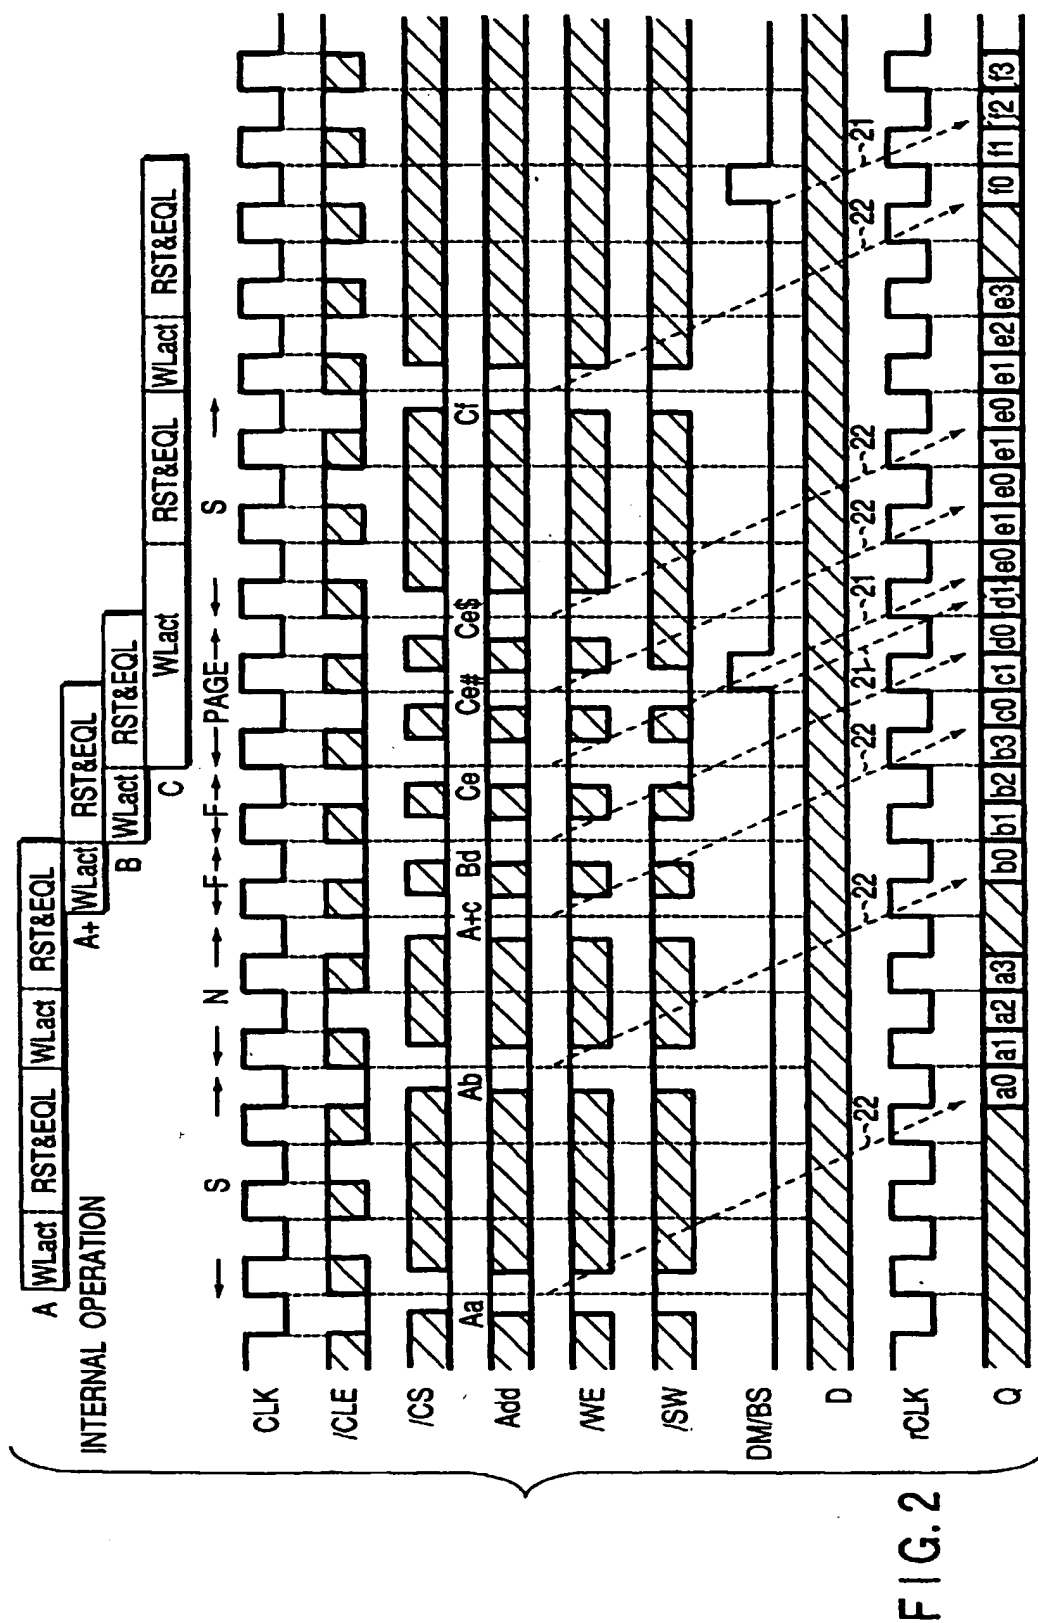 A WLact RST&EQL WLact RST&EQL
A+ WLact RST&EQL
B WLact RST&EQL
C WLact RST&EQL WLact RST&EQL
INTERNAL OPERATION
S N F F PAGE S
CLK
/CLE
/CS
Aa Ab A+c Bd Ce Ce# Ce$ Cf
Add
/WE
/SW
DM/BS
D
22 22 22 21 21 22 22 22 21
rCLK
Q a0 a1 a2 a3 b0 b1 b2 b3 c0 c1 d0 d1 e0 e1 e0 e1 e0 e1 e2 e3 f0 f1 f2 f3
FIG. 2